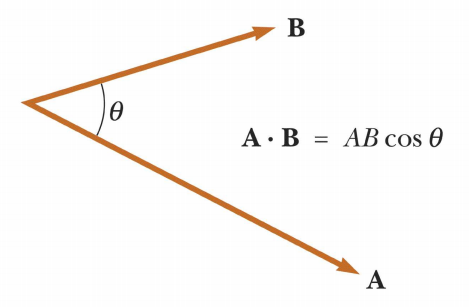 B
θ
A · B = AB cos θ
A